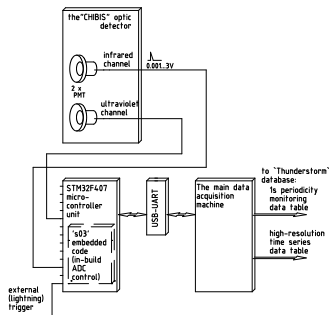 the"CHIBIS" optic
detector
infrared
channel
0.001..3V
2 x
PMT
ultraviolet
channel
STM32F407
micro-
controller
unit
's03'
embedded
code
(in-build
ADC
control)
USB-UART
The main data
acquisition
machine
to `Thunderstorm`
database:
1s periodicity
monitoring
data table
high-resolution
time series
data table
external
(lightning)
trigger